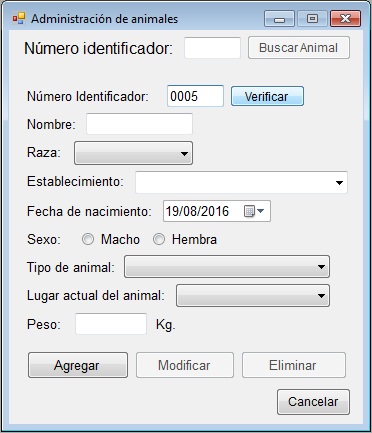 Administración de animales
Número identificador: Buscar Animal
Número Identificador: 0005 Verificar
Nombre:
Raza:
Establecimiento:
Fecha de nacimiento: 19/08/2016
Sexo: Macho Hembra
Tipo de animal:
Lugar actual del animal:
Peso: Kg.
Agregar Modificar Eliminar
Cancelar